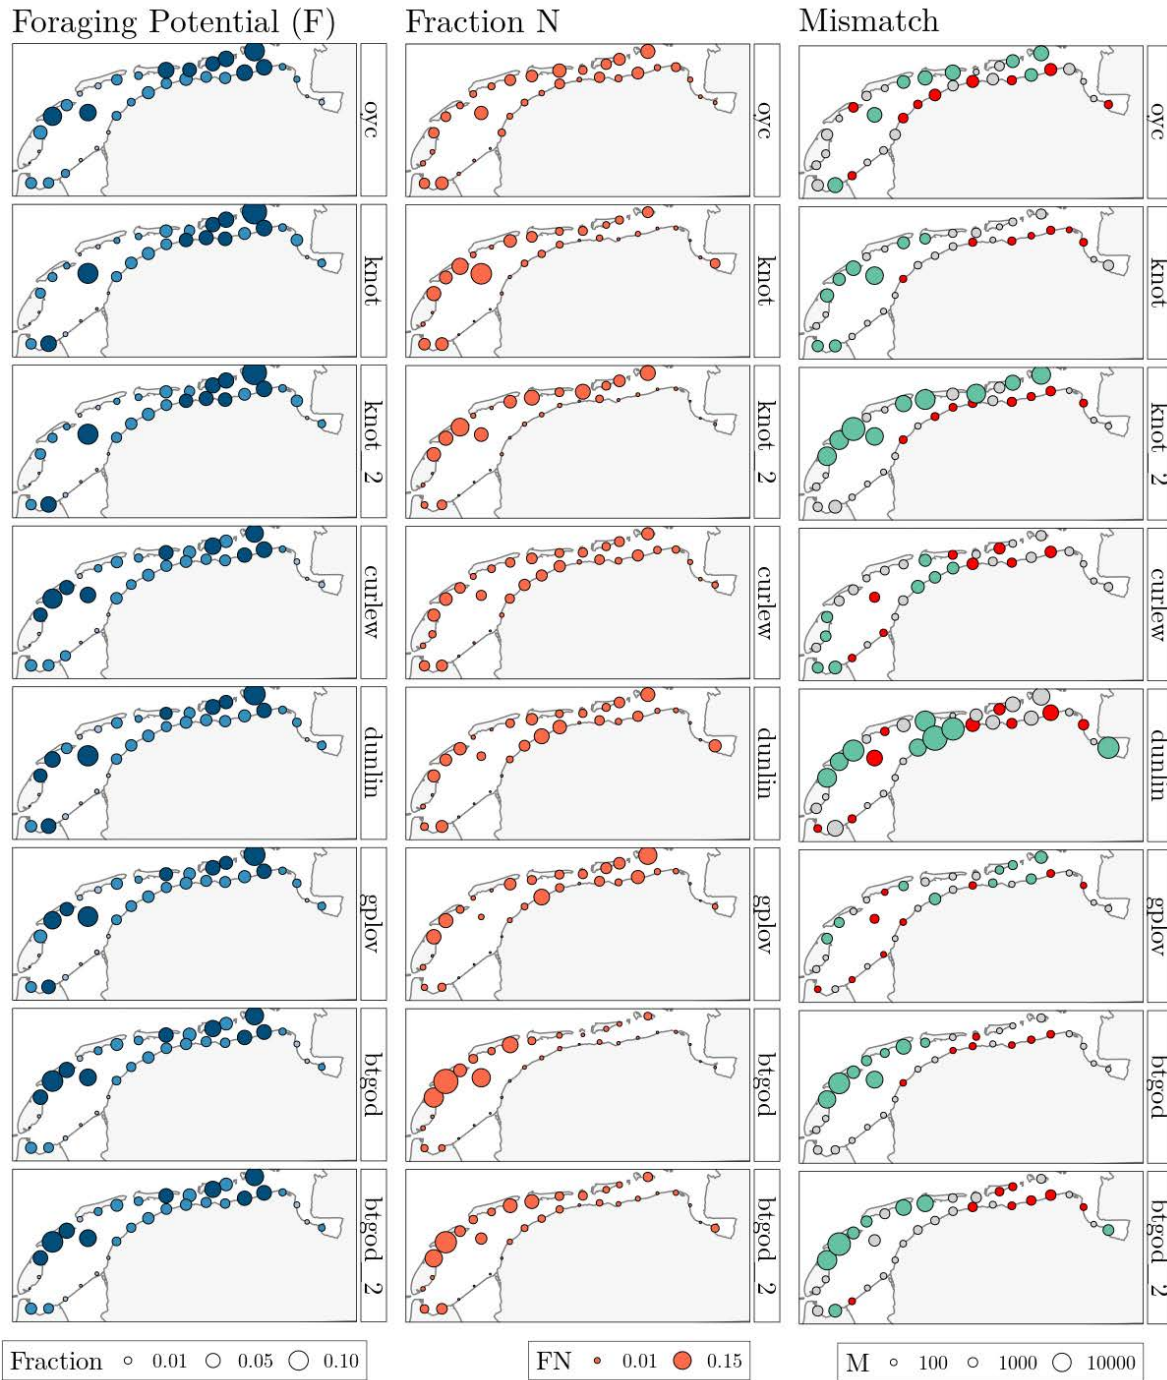 Foraging Potential (F) Fraction N Mismatch
oyc oyc oyc
knot knot knot
knot_2 knot_2 knot_2
curlew curlew curlew
dunlin dunlin dunlin
gplov gplov gplov
btgod btgod btgod
btgod_2 btgod_2 btgod_2
Fraction 0.01 0.05 0.10 FN 0.01 0.15 M 100 1000 10000